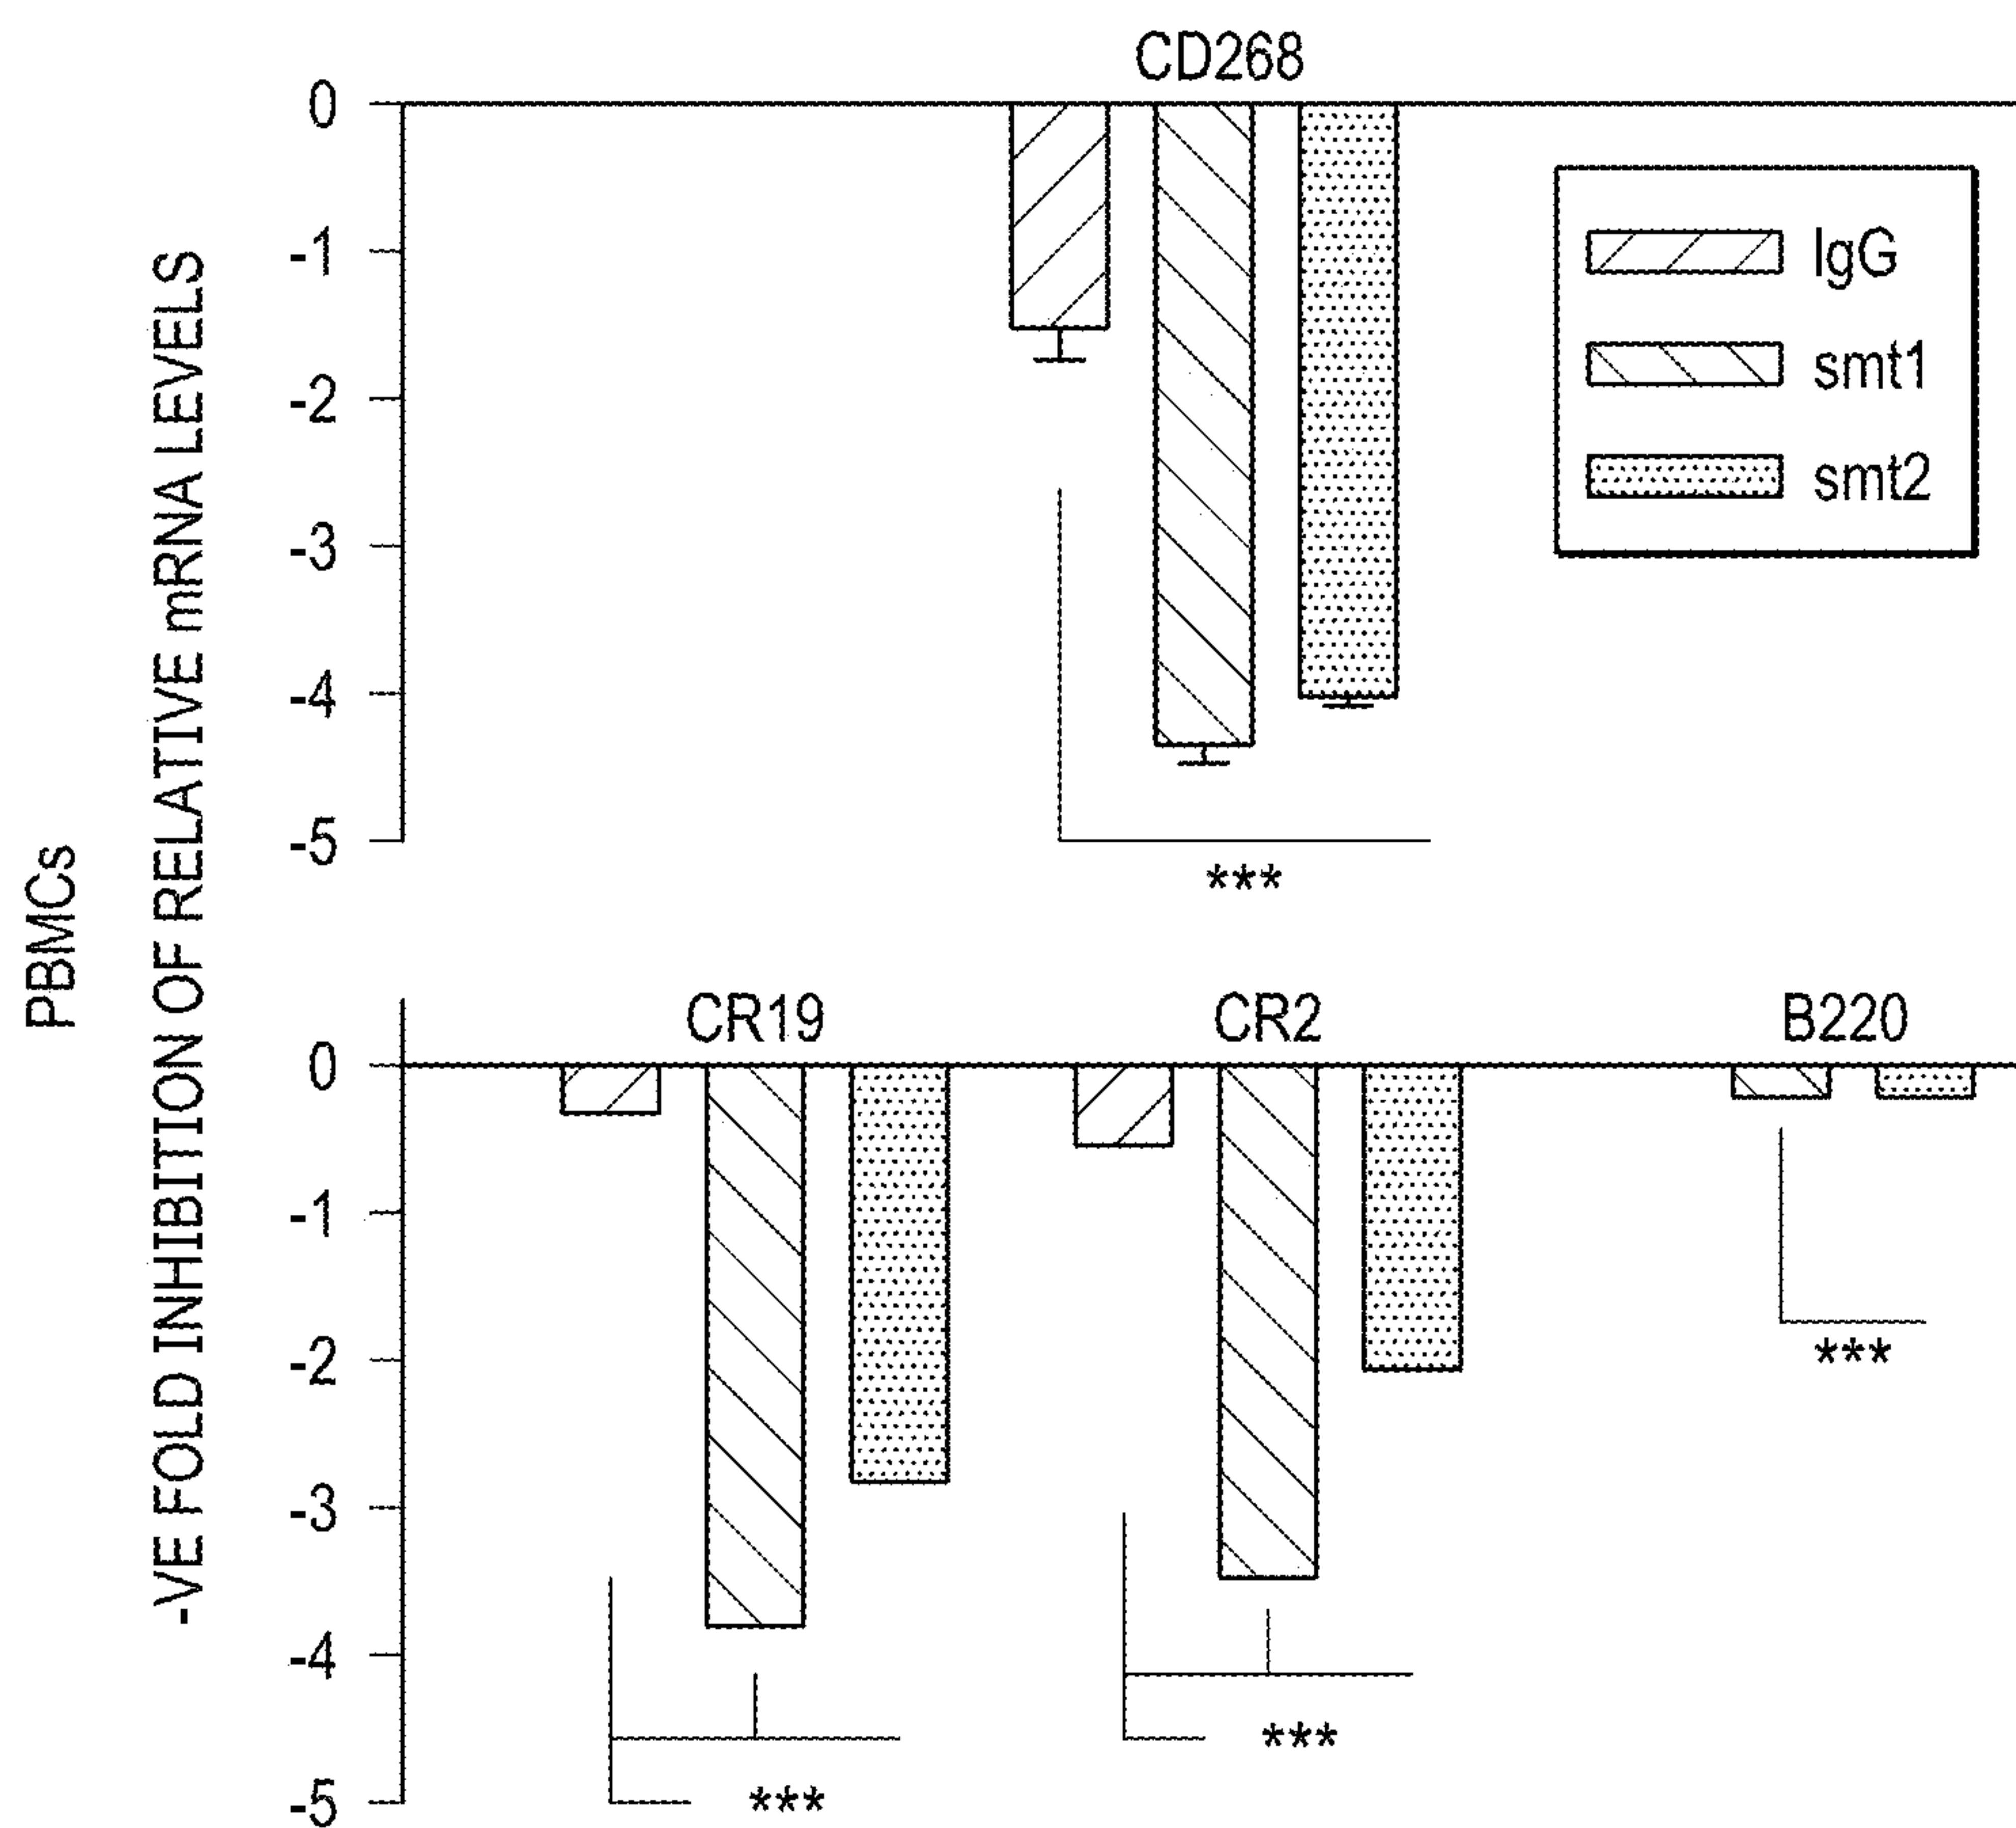 PBMCs
-VE FOLD INHIBITION OF RELATIVE mRNA LEVELS
CD268
0
-1
-2
-3
-4
-5
IgG
smt1
smt2
***
CR19
CR2
B220
0
-1
-2
-3
-4
-5
***
***
***